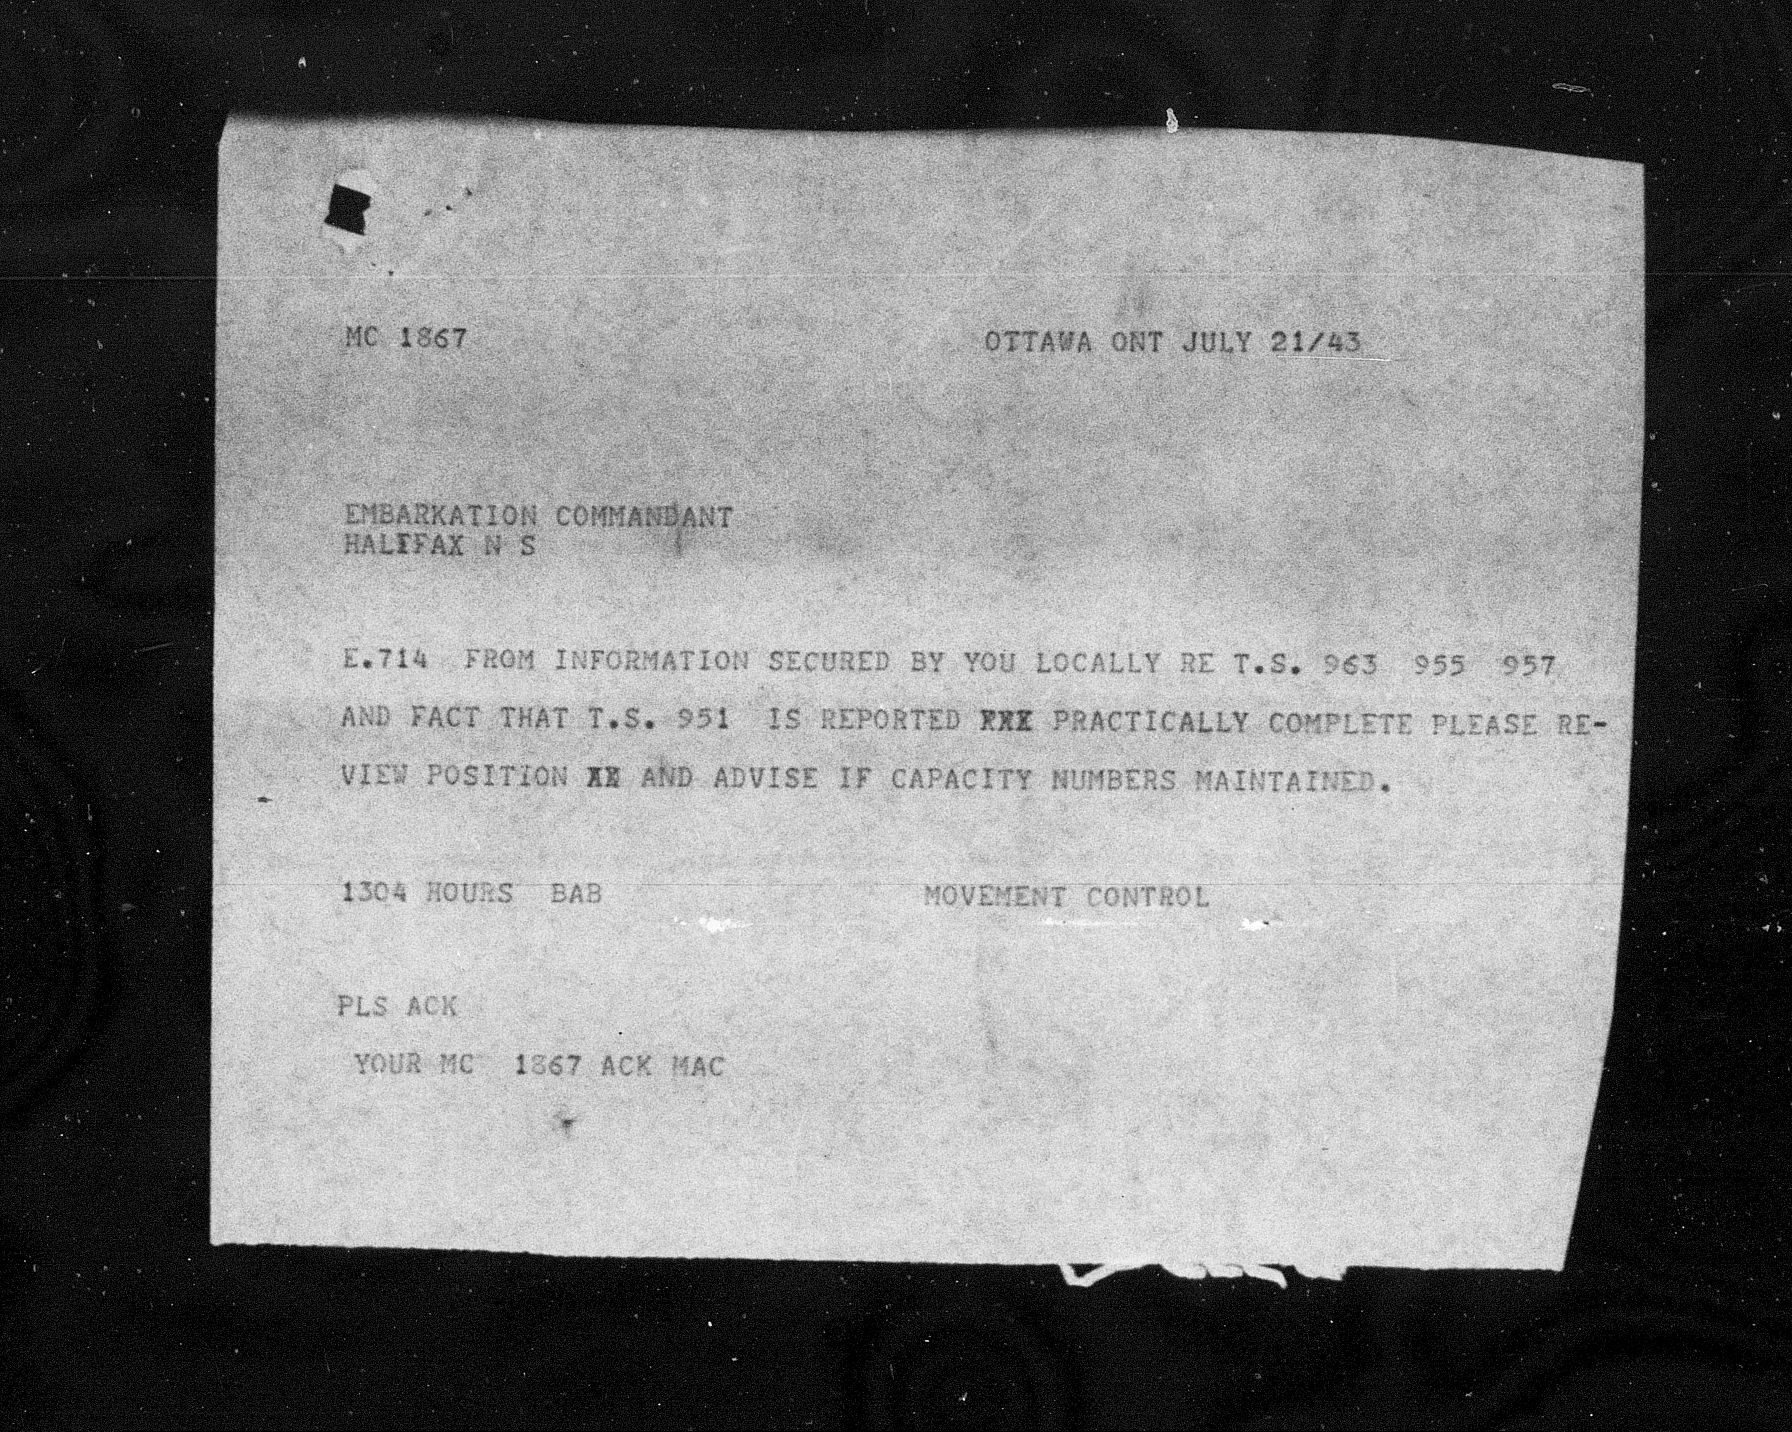 MC 1867 OTTAWA ONT JULY 21/43
EMBARKATION COMMANDANT
HALIFAX N S
E.714 FROM INFORMATION SECURED BY YOU LOCALLY RE T.S. 963 955 957
AND FACT THAT T.S. 951 IS REPORTED XXX PRACTICALLY COMPLETE PLEASE RE-
VIEW POSITION XX AND ADVISE IF CAPACITY NUMBERS MAINTAINED.
1304 HOURS BAB MOVEMENT CONTROL
PLS ACK
YOUR MC 1867 ACK MAC